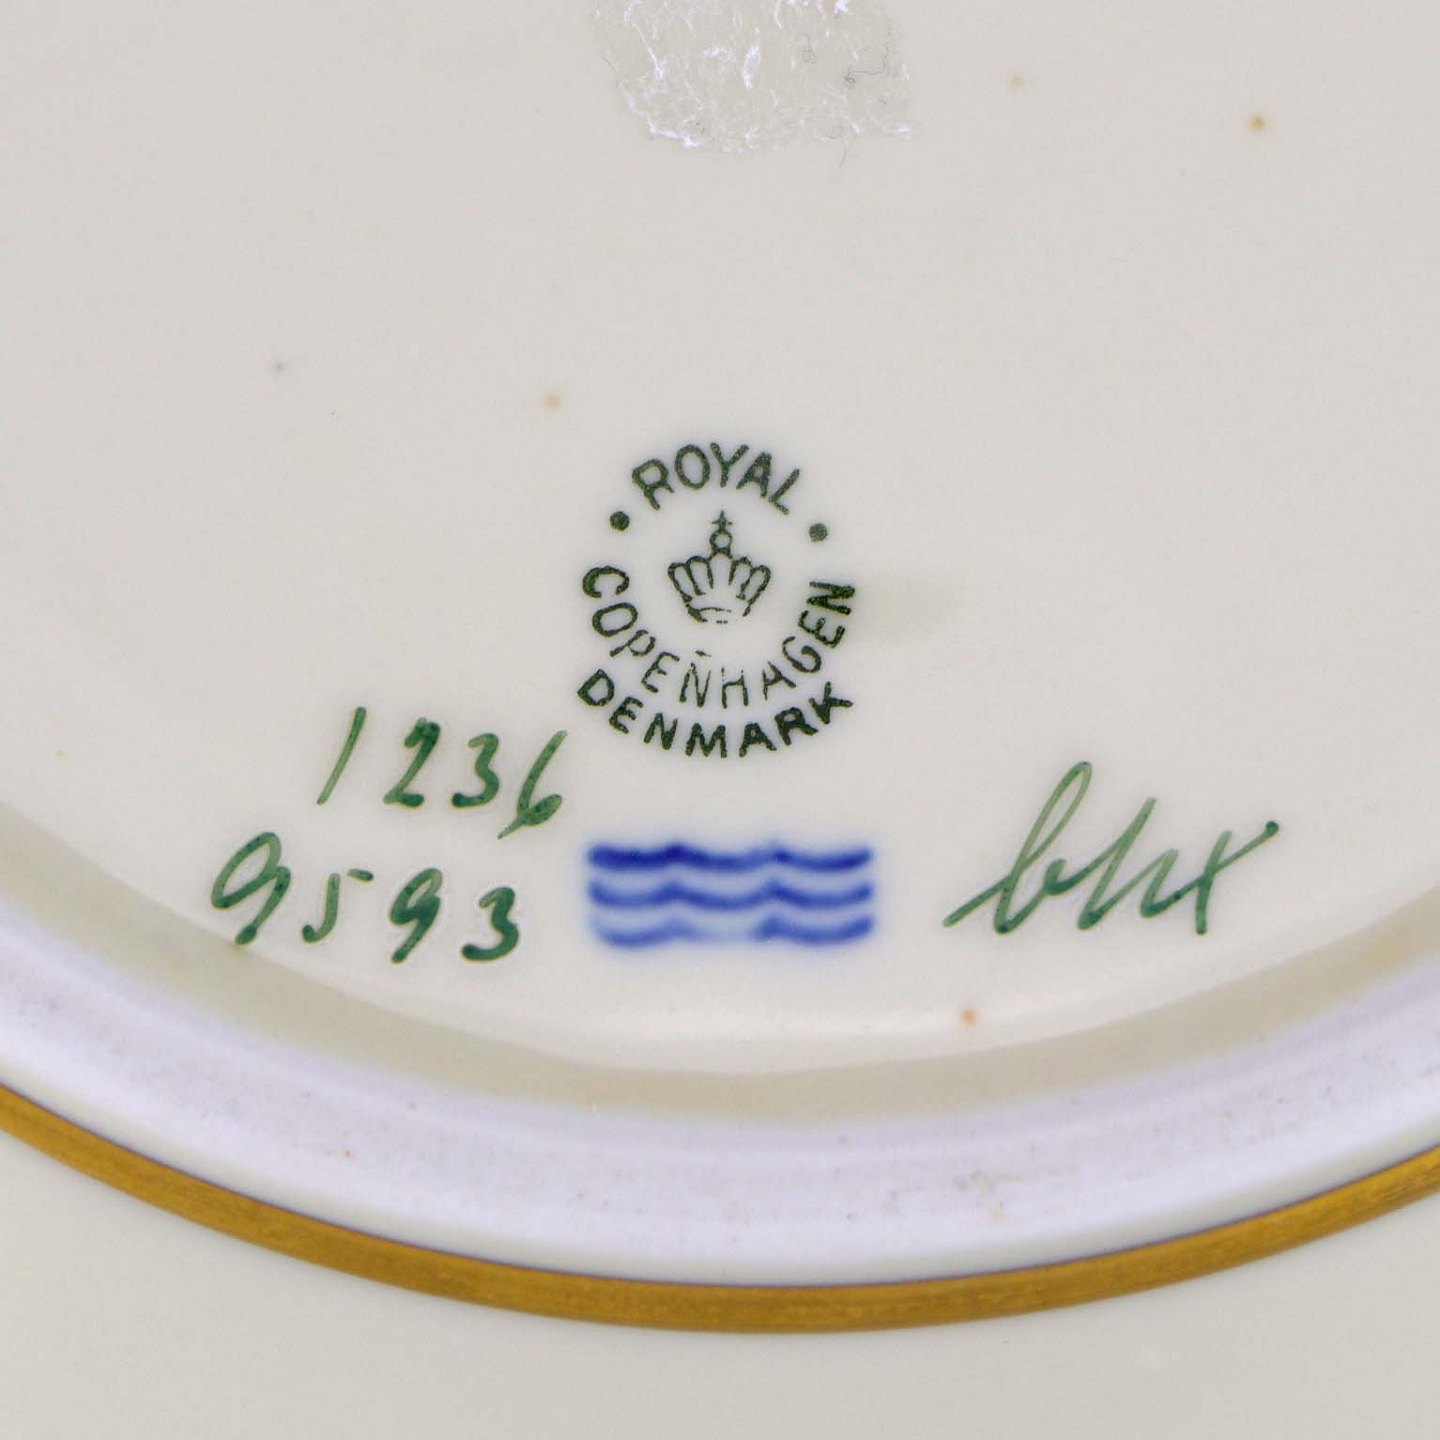 ROYAL
COPENHAGEN
DENMARK
1236
9593